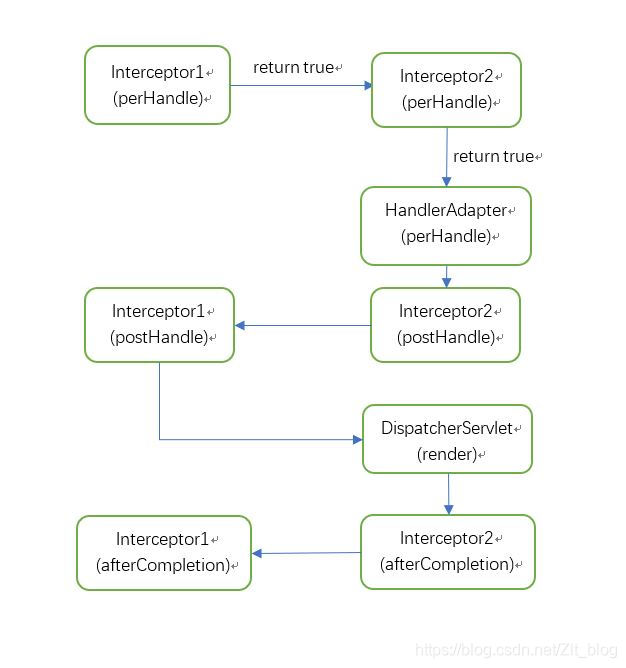 Interceptor1↵
(perHandle)↵
return true↵
Interceptor2↵
(perHandle)↵
return true↵
HandlerAdapter↵
(perHandle)↵
Interceptor1↵
(postHandle)↵
Interceptor2↵
(postHandle)↵
DispatcherServlet↵
(render)↵
Interceptor1↵
(afterCompletion)↵
Interceptor2↵
(afterCompletion)↵
https://blog.csdn.net/Zlt_blog